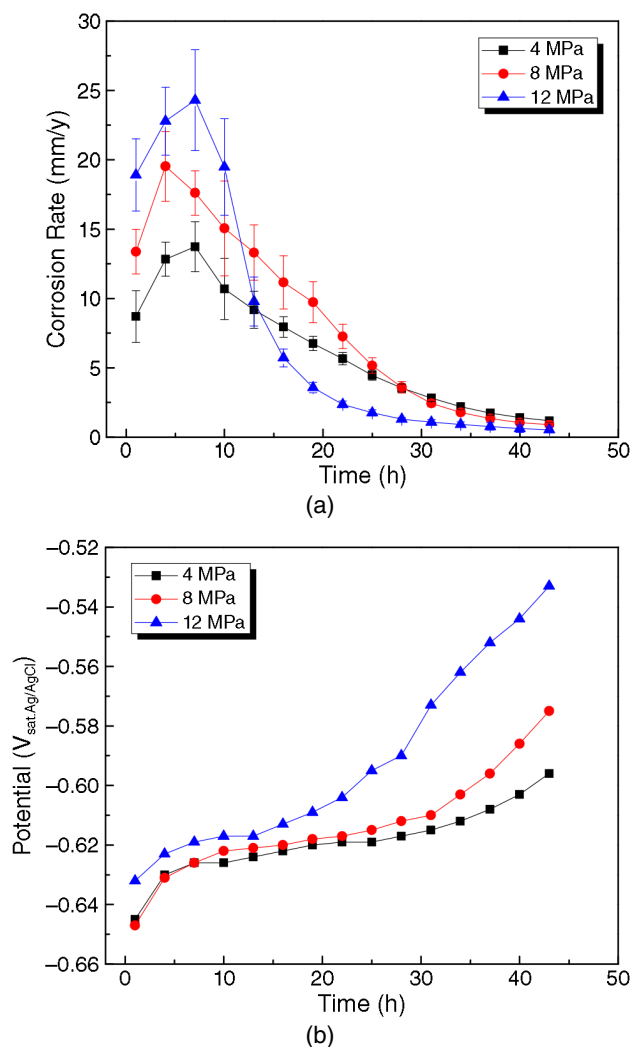 30
25
20
15
10
5
0
Corrosion Rate (mm/y)
4 MPa
8 MPa
12 MPa
0 10 20 30 40 50
Time (h)
(a)
−0.52
−0.54
−0.56
−0.58
−0.60
−0.62
−0.64
−0.66
Potential (Vsat.Ag/AgCl)
4 MPa
8 MPa
12 MPa
0 10 20 30 40 50
Time (h)
(b)